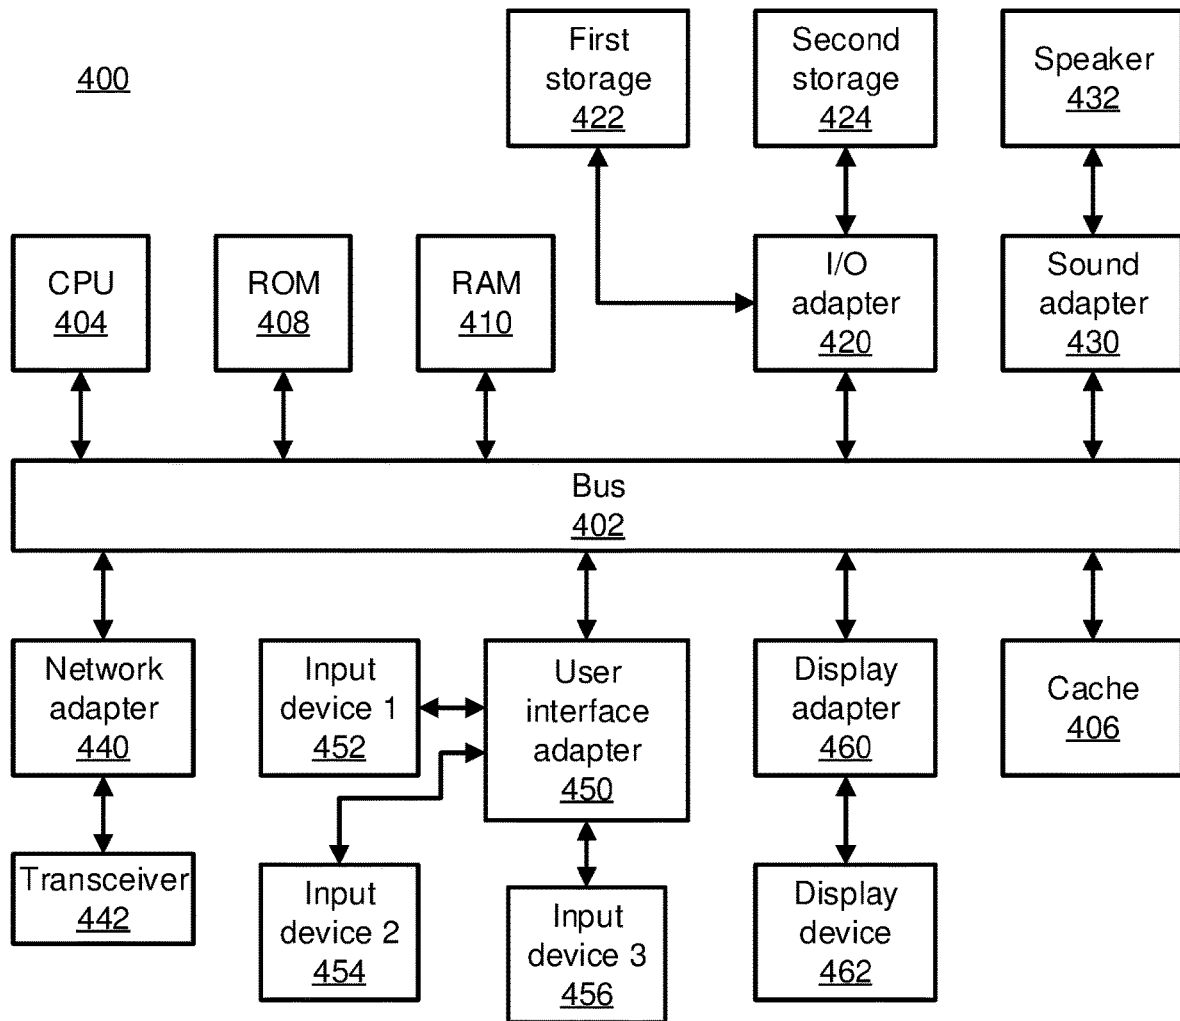 400
First
storage
422
Second
storage
424
Speaker
432
CPU
404
ROM
408
RAM
410
I/O
adapter
420
Sound
adapter
430
Bus
402
Network
adapter
440
Input
device 1
452
User
interface
adapter
450
Display
adapter
460
Cache
406
Transceiver
442
Input
device 2
454
Input
device 3
456
Display
device
462